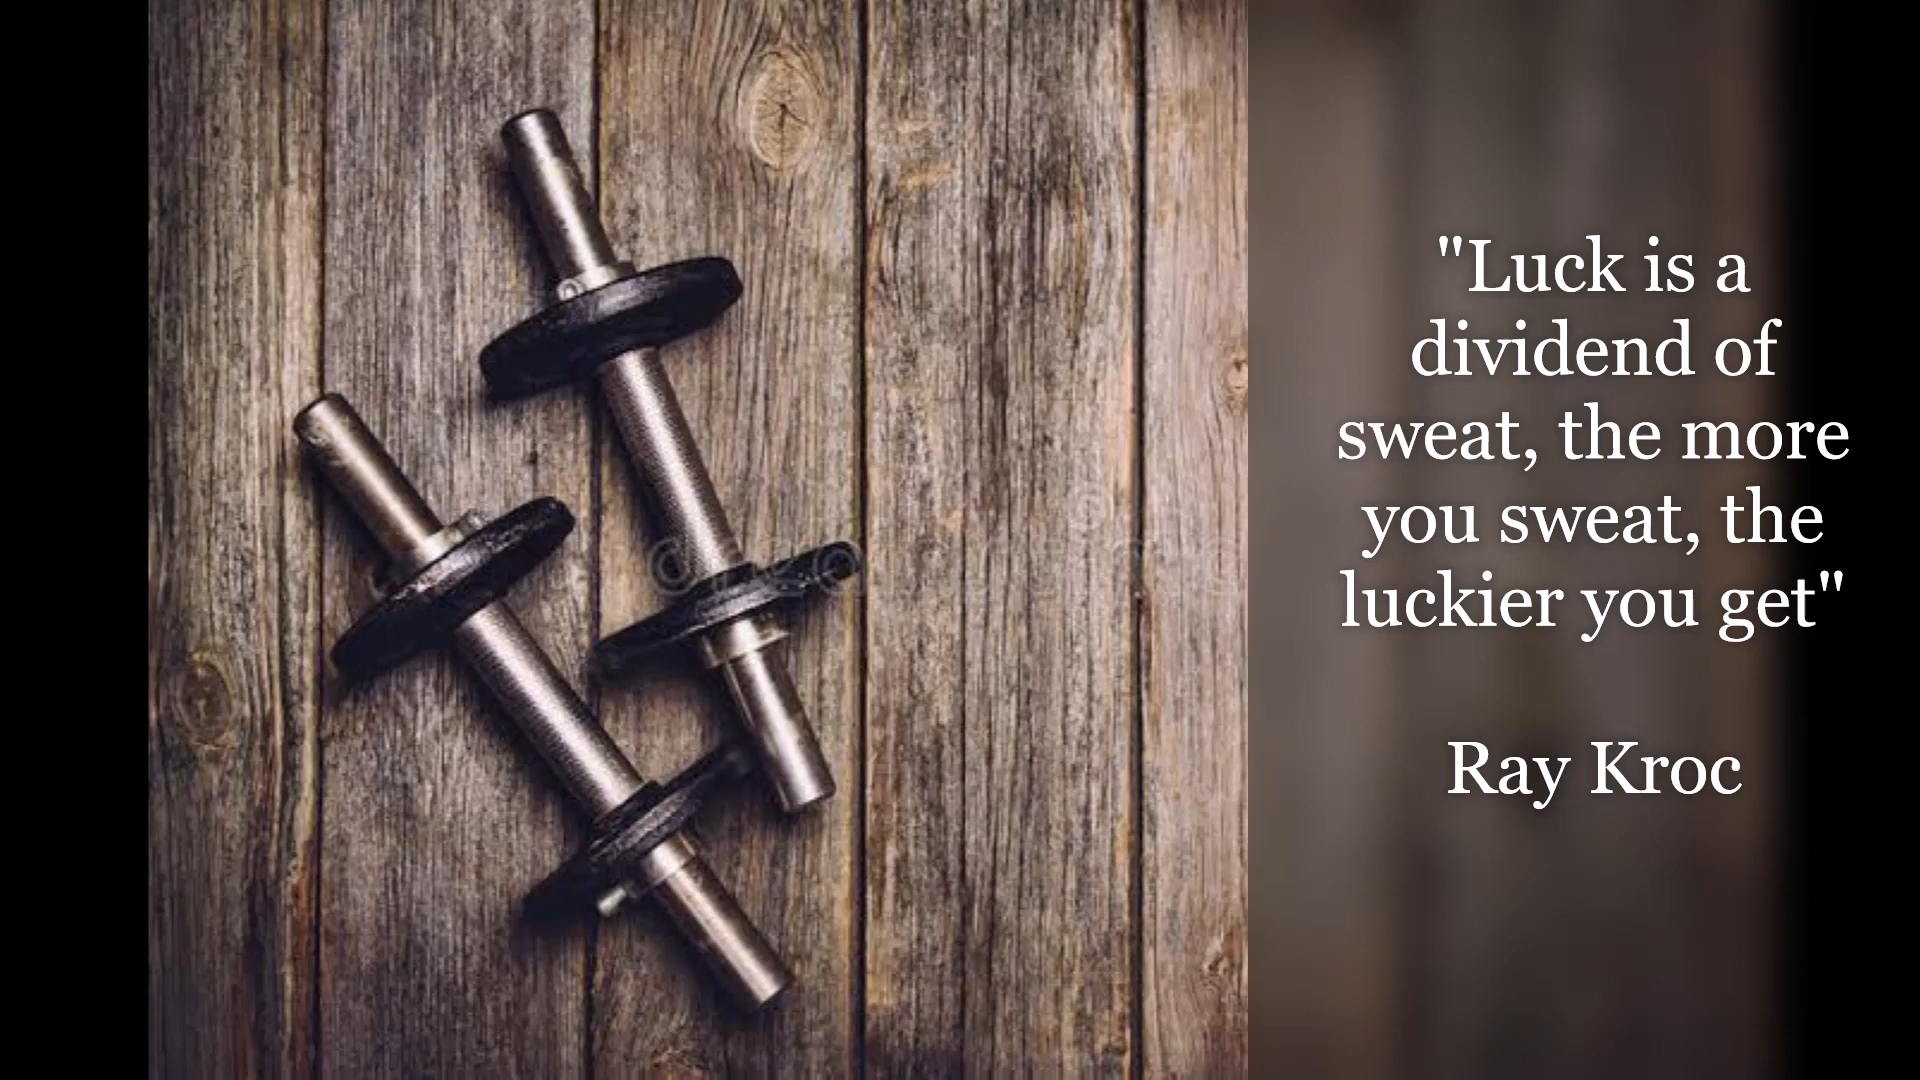 "Luck is a
dividend of
sweat, the more
you sweat, the
luckier you get"
Ray Kroc